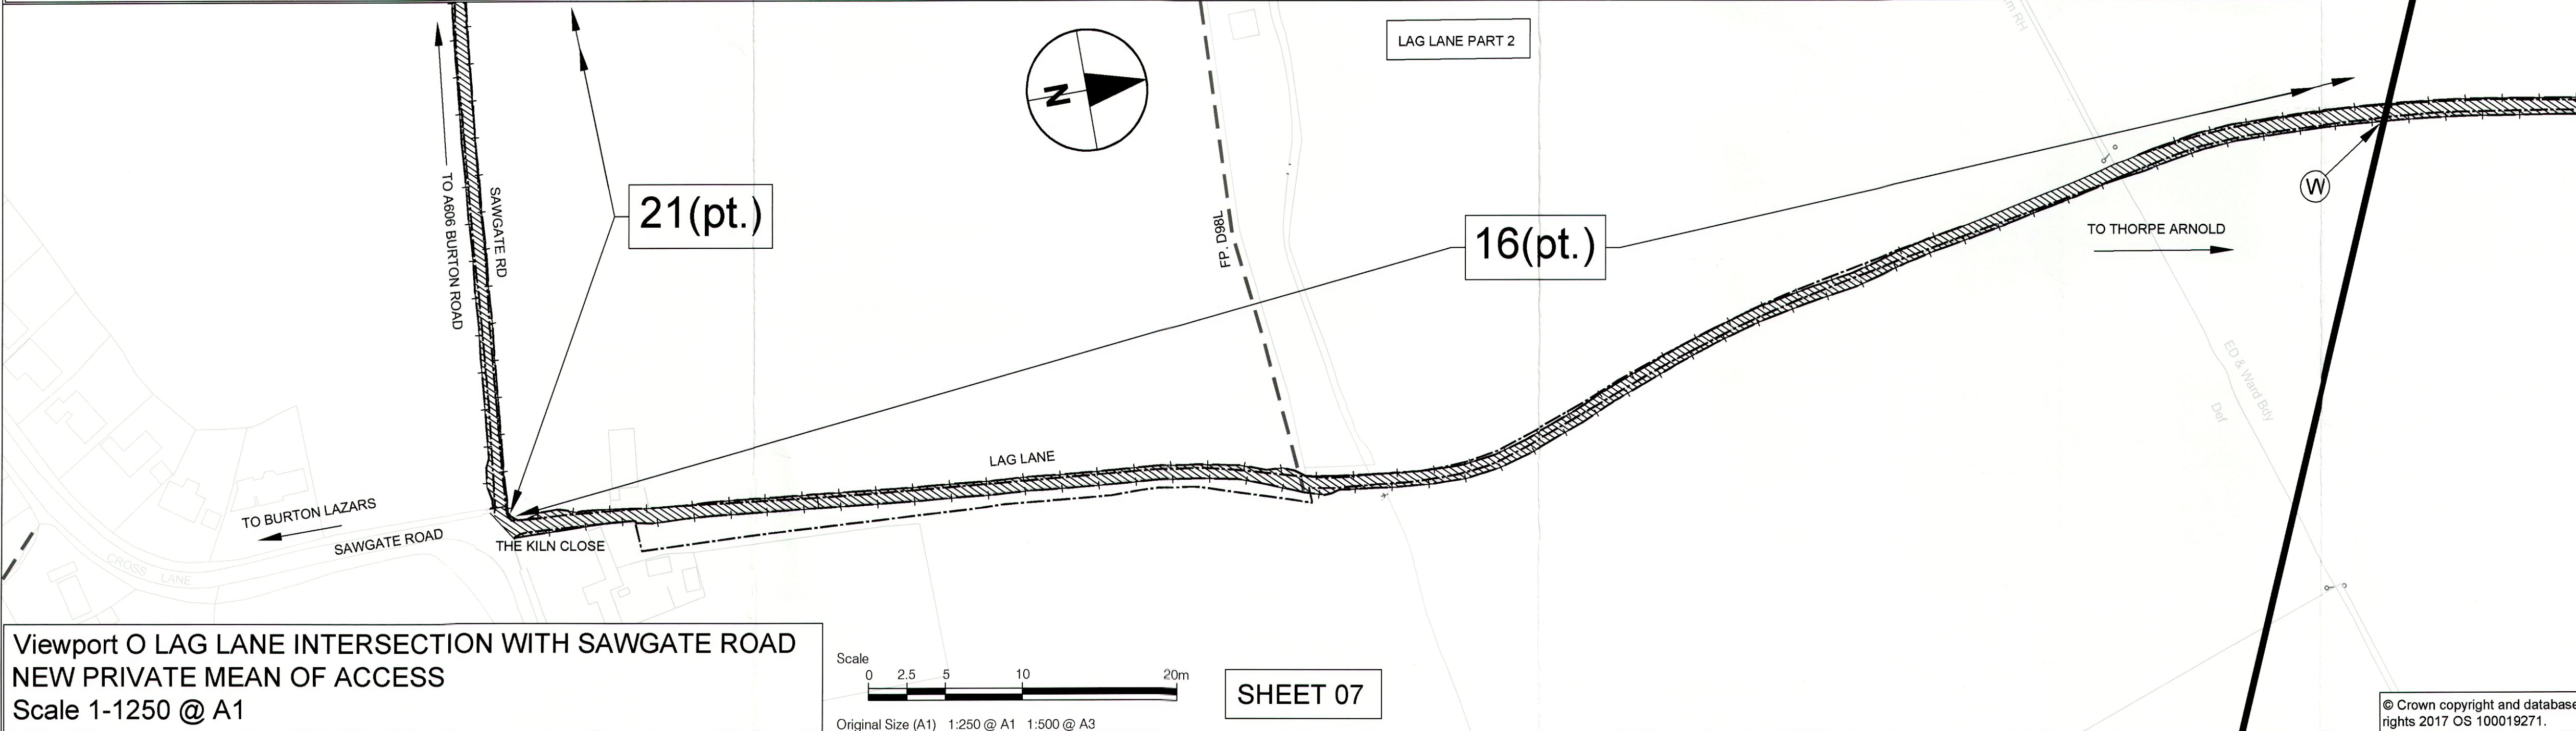 LAG LANE PART 2
m RH
N
TO A606 BURTON ROAD
SAWGATE RD
21(pt.)
FP. D98L
16(pt.)
W
TO THORPE ARNOLD
ED & Ward Bdy
Def
LAG LANE
TO BURTON LAZARS
SAWGATE ROAD
THE KILN CLOSE
CROSS LANE
Viewport O LAG LANE INTERSECTION WITH SAWGATE ROAD
NEW PRIVATE MEAN OF ACCESS
Scale 1-1250 @ A1
Scale
0 2.5 5 10 20m
Original Size (A1) 1:250 @ A1 1:500 @ A3
SHEET 07
© Crown copyright and database
rights 2017 OS 100019271.